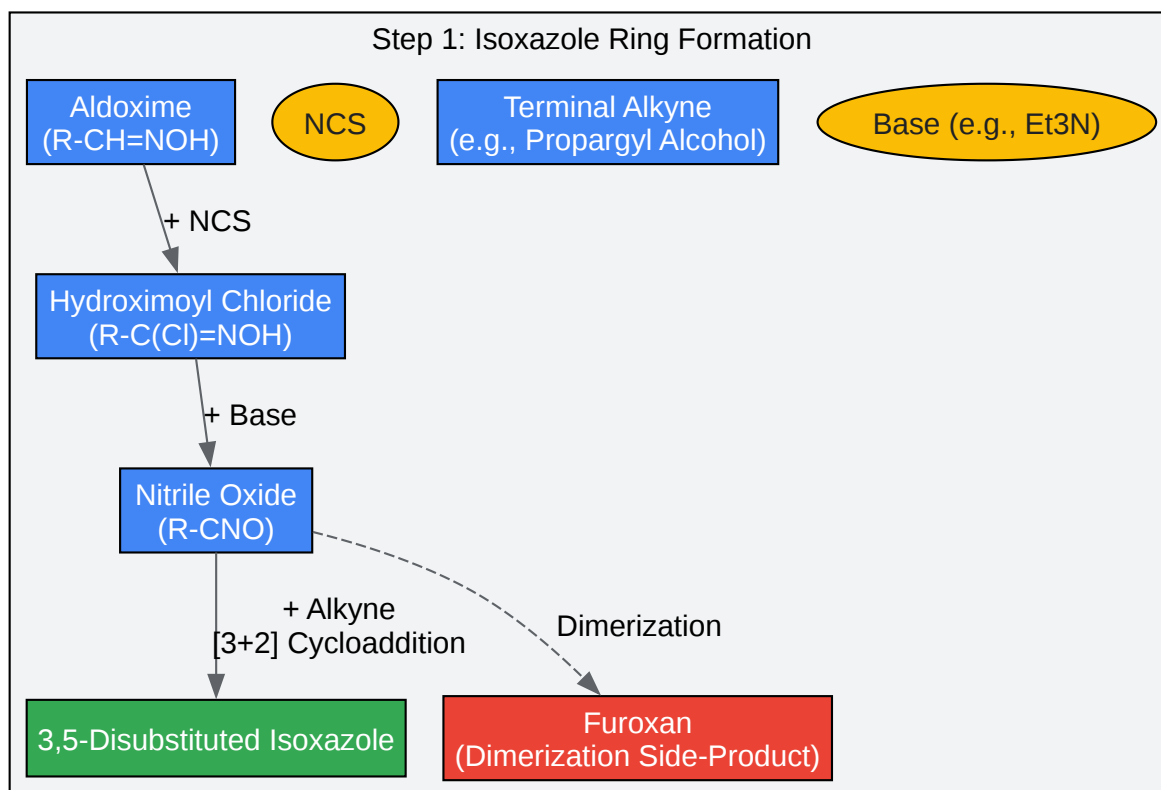 Step 1: Isoxazole Ring Formation
Aldoxime
(R-CH=NOH)
NCS
Terminal Alkyne
(e.g., Propargyl Alcohol)
Base (e.g., Et3N)
+ NCS
Hydroximoyl Chloride
(R-C(Cl)=NOH)
+ Base
Nitrile Oxide
(R-CNO)
+ Alkyne
[3+2] Cycloaddition
Dimerization
3,5-Disubstituted Isoxazole
Furoxan
(Dimerization Side-Product)